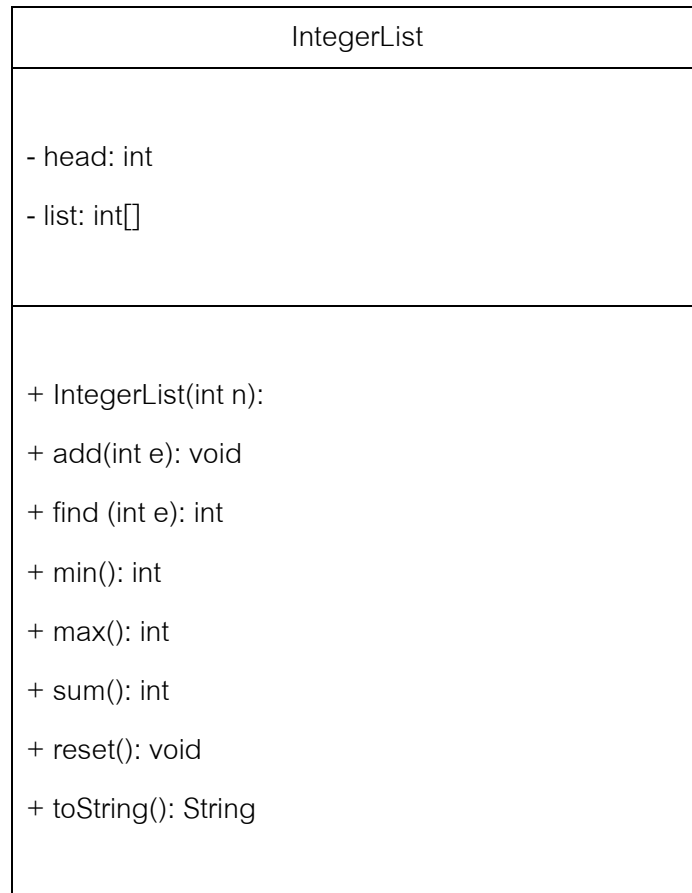 IntegerList
- head: int
- list: int[]
+ IntegerList(int n):
+ add(int e): void
+ find (int e): int
+ min(): int
+ max(): int
+ sum(): int
+ reset(): void
+ toString(): String